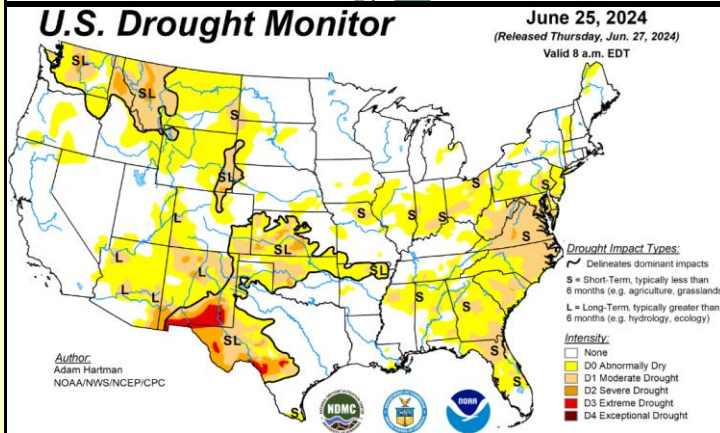 U.S. Drought Monitor
June 25, 2024
(Released Thursday, Jun. 27, 2024)
Valid 8 a.m. EDT
SL
SL
S
SL
L
S
S
S
S
S
S
L
L
L
L
SL
SL
SL
S
S
S
S
S
Drought Impact Types:
Delineates dominant impacts
S = Short-Term, typically less than
6 months (e.g. agriculture, grasslands
L = Long-Term, typically greater than
6 months (e.g. hydrology, ecology)
Intensity:
None
D0 Abnormally Dry
D1 Moderate Drought
D2 Severe Drought
D3 Extreme Drought
D4 Exceptional Drought
Author:
Adam Hartman
NOAA/NWS/NCEP/CPC
NDMC
NOAA